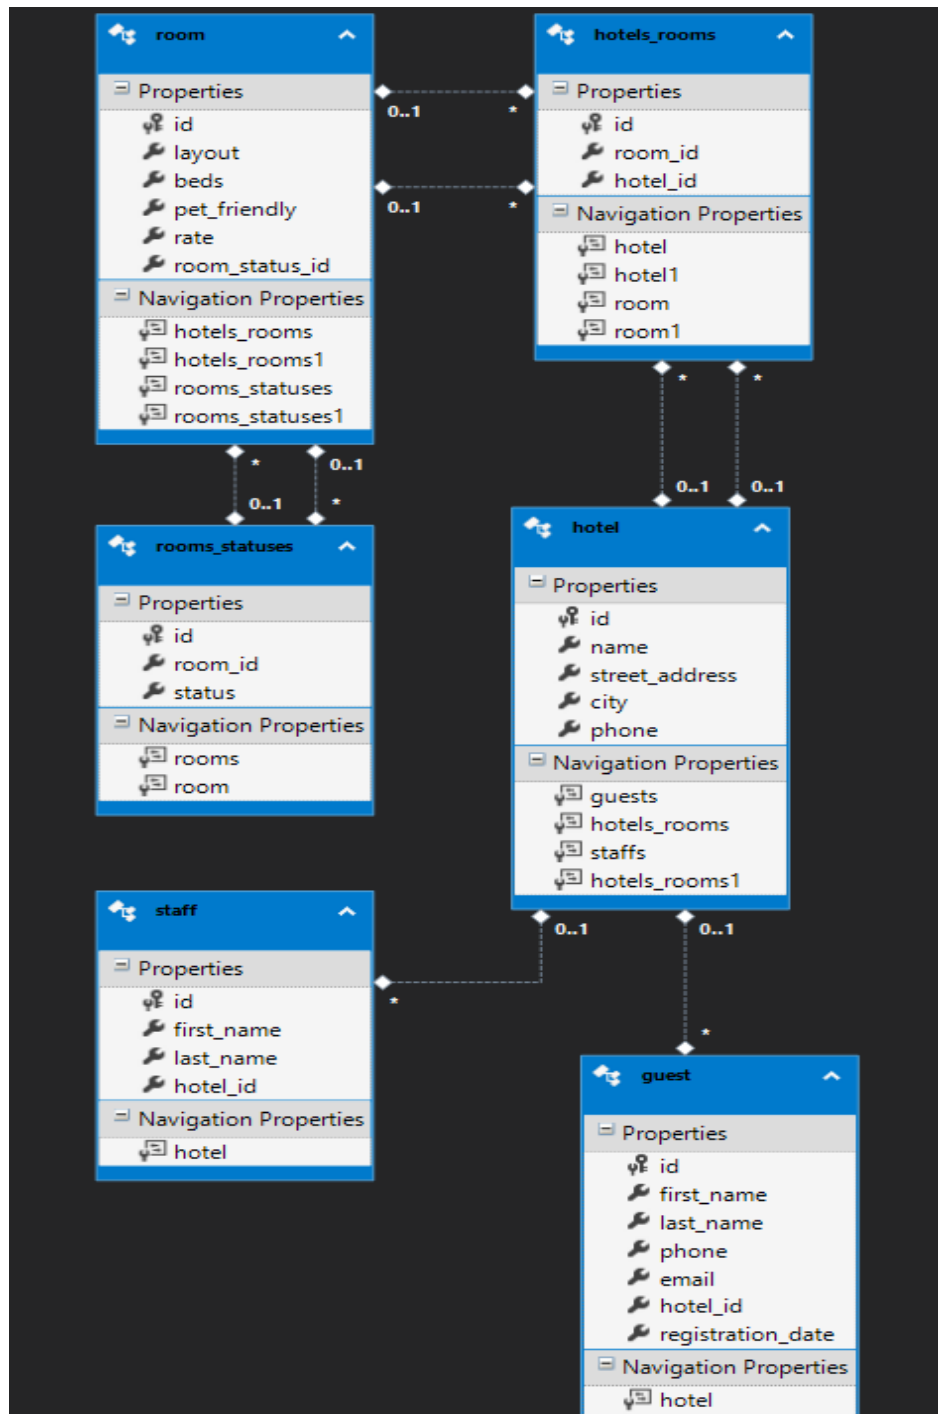 room
Properties
id
layout
beds
pet_friendly
rate
room_status_id
Navigation Properties
hotels_rooms
hotels_rooms1
rooms_statuses
rooms_statuses1
0..1
*
0..1
*
hotels_rooms
Properties
id
room_id
hotel_id
Navigation Properties
hotel
hotel1
room
room1
*
0..1
0..1
*
*
*
0..1
0..1
rooms_statuses
Properties
id
room_id
status
Navigation Properties
rooms
room
hotel
Properties
id
name
street_address
city
phone
Navigation Properties
guests
hotels_rooms
staffs
hotels_rooms1
0..1
0..1
*
*
staff
Properties
id
first_name
last_name
hotel_id
Navigation Properties
hotel
guest
Properties
id
first_name
last_name
phone
email
hotel_id
registration_date
Navigation Properties
hotel